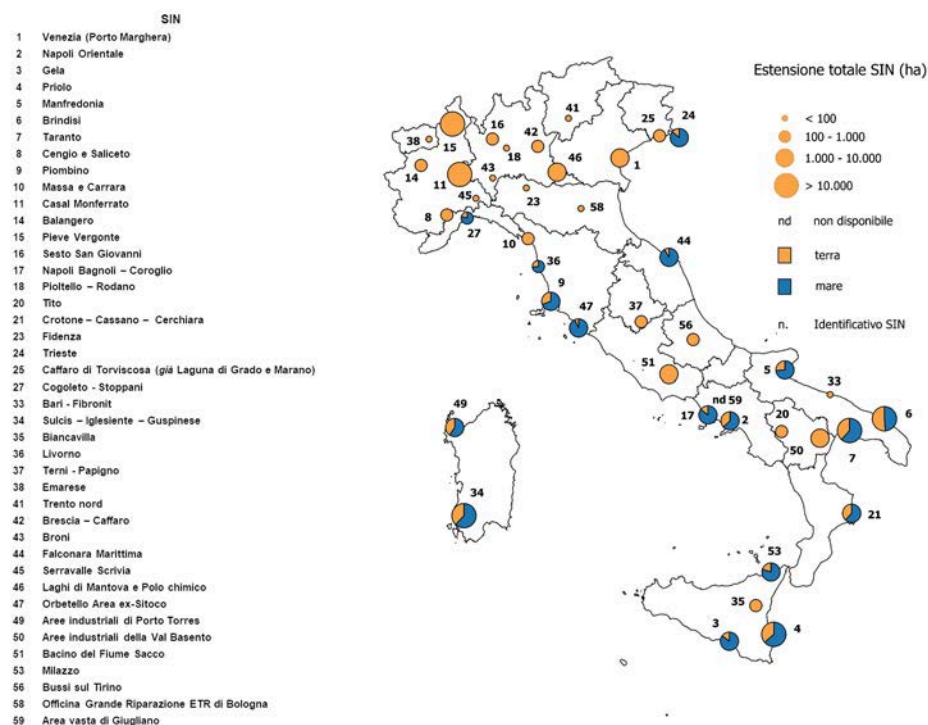 SIN
1 Venezia (Porto Marghera)
2 Napoli Orientale
3 Gela
4 Priolo
5 Manfredonia
6 Brindisi
7 Taranto
8 Cengio e Saliceto
9 Piombino
10 Massa e Carrara
11 Casal Monferrato
14 Balangero
15 Pieve Vergonte
16 Sesto San Giovanni
17 Napoli Bagnoli – Coroglio
18 Pioltello – Rodano
20 Tito
21 Crotone – Cassano – Cerchiara
23 Fidenza
24 Trieste
25 Caffaro di Torviscosa (già Laguna di Grado e Marano)
27 Cogoleto - Stoppani
33 Bari - Fibronit
34 Sulcis – Iglesiente – Guspinese
35 Biancavilla
36 Livorno
37 Terni - Papigno
38 Emarese
41 Trento nord
42 Brescia – Caffaro
43 Broni
44 Falconara Marittima
45 Serravalle Scrivia
46 Laghi di Mantova e Polo chimico
47 Orbetello Area ex-Sitoco
49 Aree industriali di Porto Torres
50 Aree industriali della Val Basento
51 Bacino del Fiume Sacco
53 Milazzo
56 Bussi sul Tirino
58 Officina Grande Riparazione ETR di Bologna
59 Area vasta di Giugliano
41
24
25
16
42
38
15
18
46
1
14
11
43
45
23
58
8
27
10
44
36
9
37
47
56
51
5
33
nd 59
17
2
20
6
50
7
49
34
21
53
35
3
4
Estensione totale SIN (ha)
< 100
100 - 1.000
1.000 - 10.000
> 10.000
nd non disponibile
terra
mare
n. Identificativo SIN